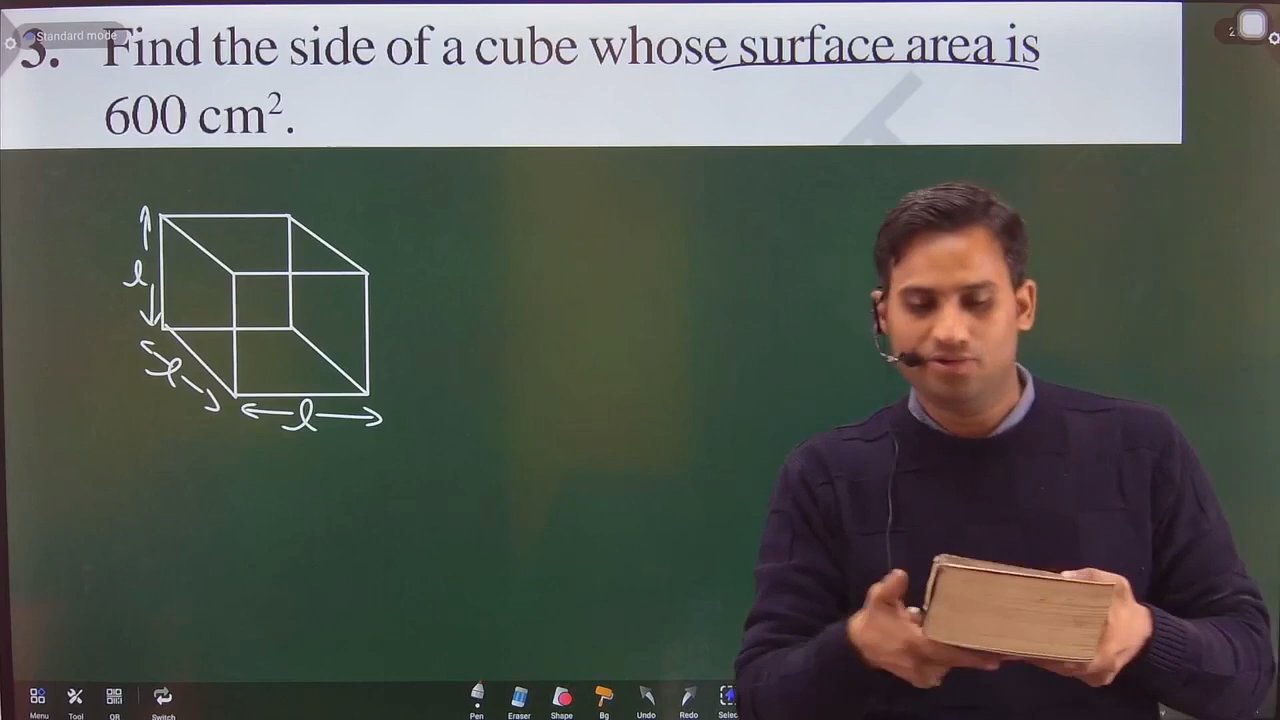 Standard mode
3. Find the side of a cube whose surface area is
600 cm².
l
l
l
Menu Tool QR Switch Pen Eraser Shape Bg Undo Redo Selec